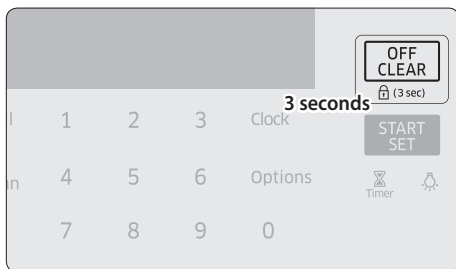 OFF
CLEAR
(3 sec)
3 seconds
l 1 2 3 Clock
START
SET
an 4 5 6 Options
Timer
7 8 9 0